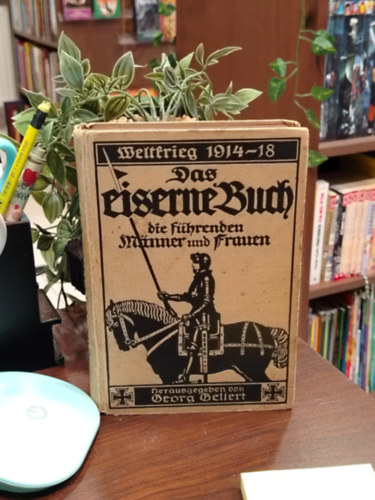 Weltkrieg 1914-18
Das
eiserne Buch
die führenden
Männer und Frauen
Herausgegeben von
Georg Gellert